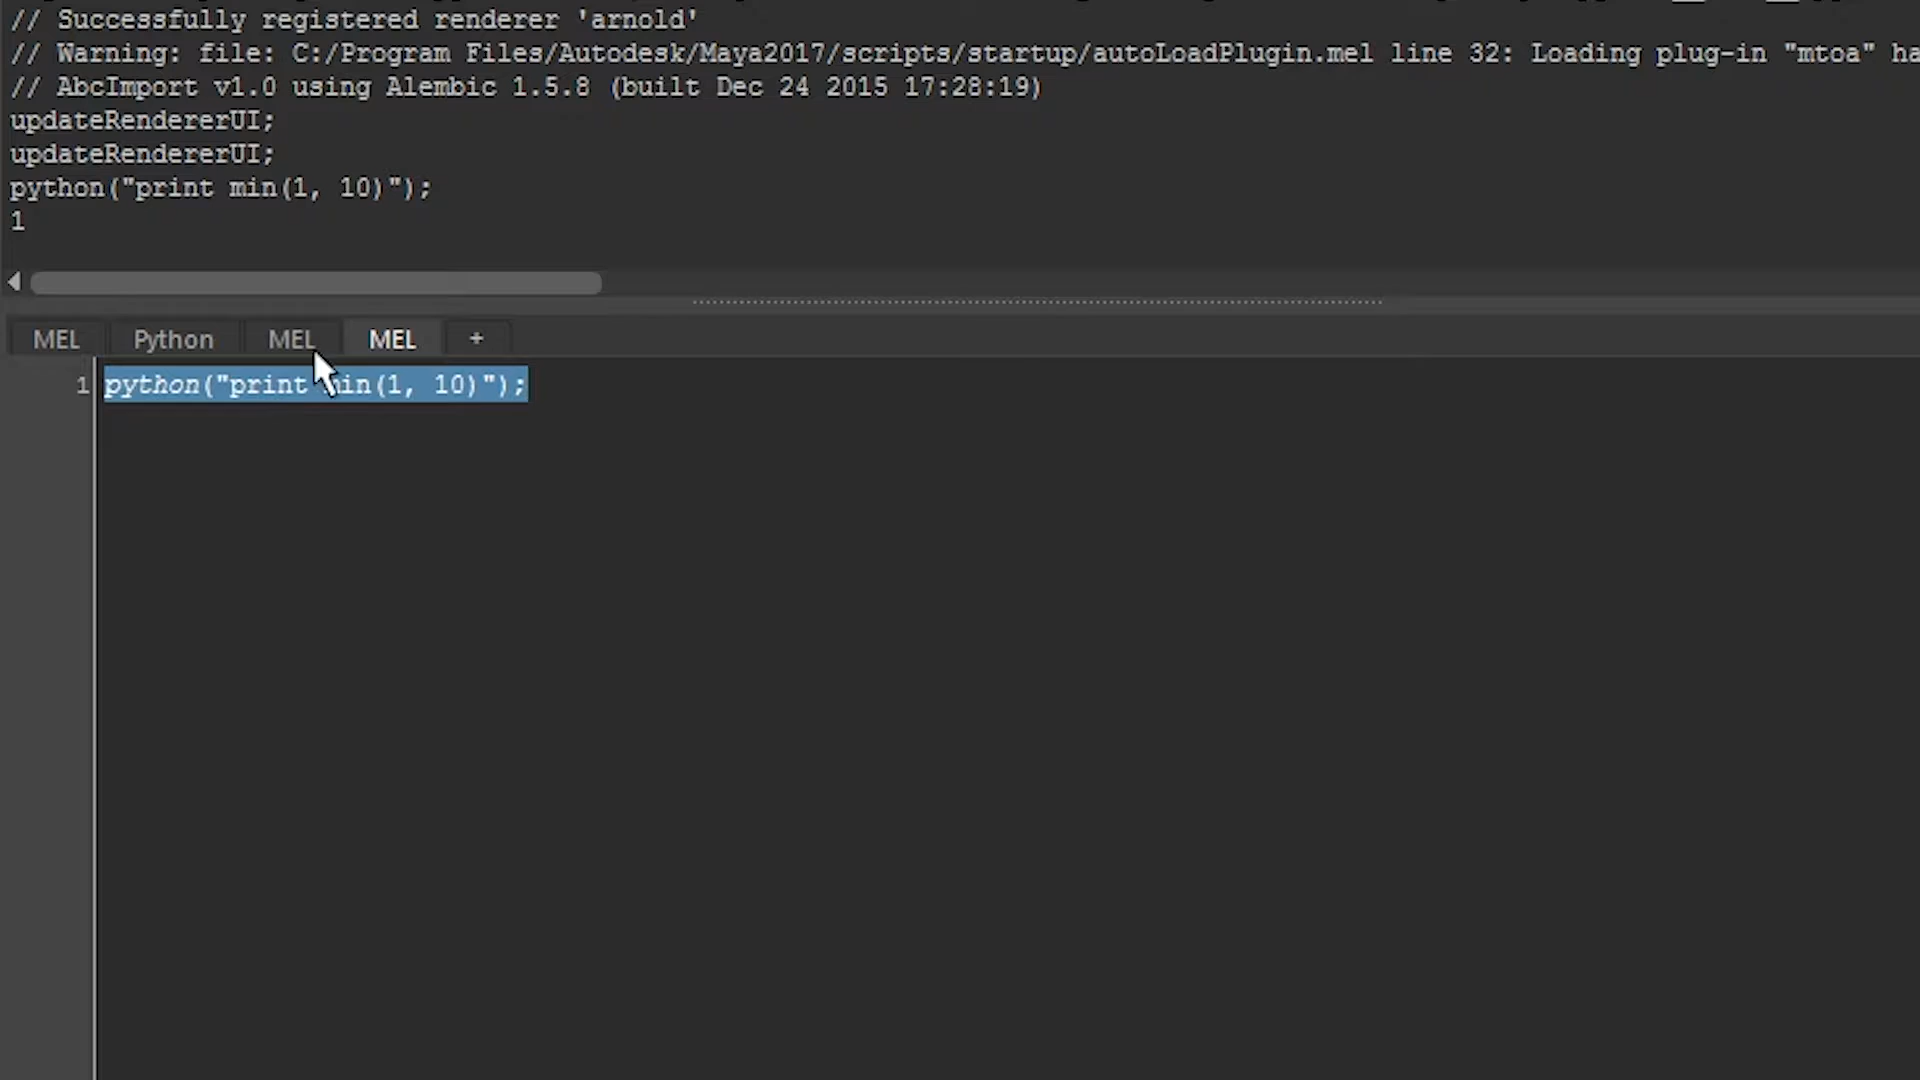 // Successfully registered renderer 'arnold'
// Warning: file: C:/Program Files/Autodesk/Maya2017/scripts/startup/autoLoadPlugin.mel line 32: Loading plug-in "mtoa" ha
// AbcImport v1.0 using Alembic 1.5.8 (built Dec 24 2015 17:28:19)
updateRendererUI;
updateRendererUI;
python("print min(1, 10)");
1
MEL Python MEL MEL +
1 python("print min(1, 10)");